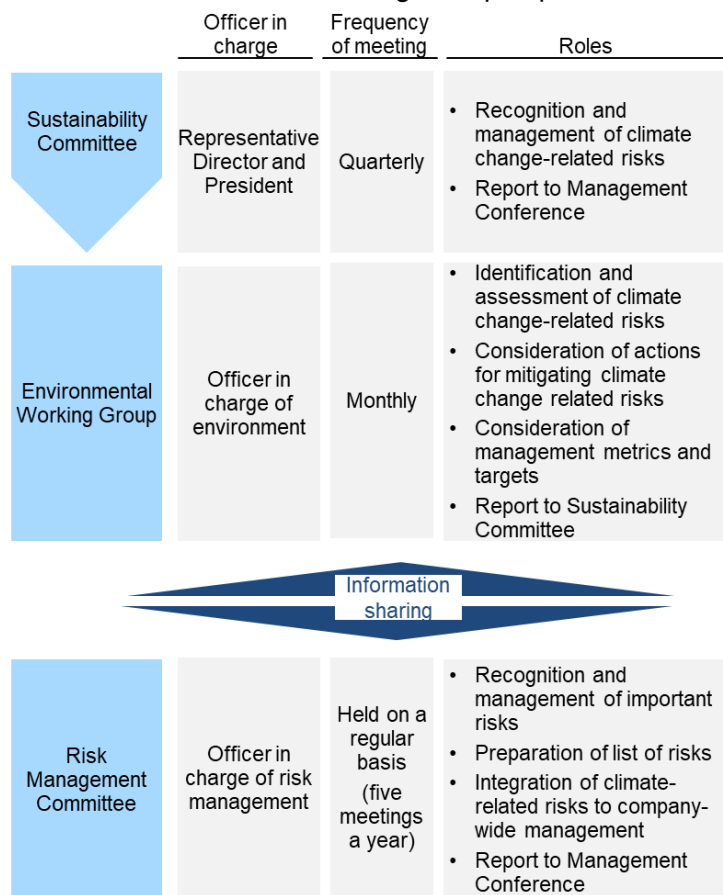 Officer in
charge
Frequency
of meeting
Roles
Sustainability
Committee
Representative
Director and
President
Quarterly
• Recognition and
management of climate
change-related risks
• Report to Management
Conference
Environmental
Working Group
Officer in
charge of
environment
Monthly
• Identification and
assessment of climate
change-related risks
• Consideration of actions
for mitigating climate
change related risks
• Consideration of
management metrics and
targets
• Report to Sustainability
Committee
Information
sharing
Risk
Management
Committee
Officer in
charge of risk
management
Held on a
regular
basis
(five
meetings
a year)
• Recognition and
management of important
risks
• Preparation of list of risks
• Integration of climate-
related risks to company-
wide management
• Report to Management
Conference